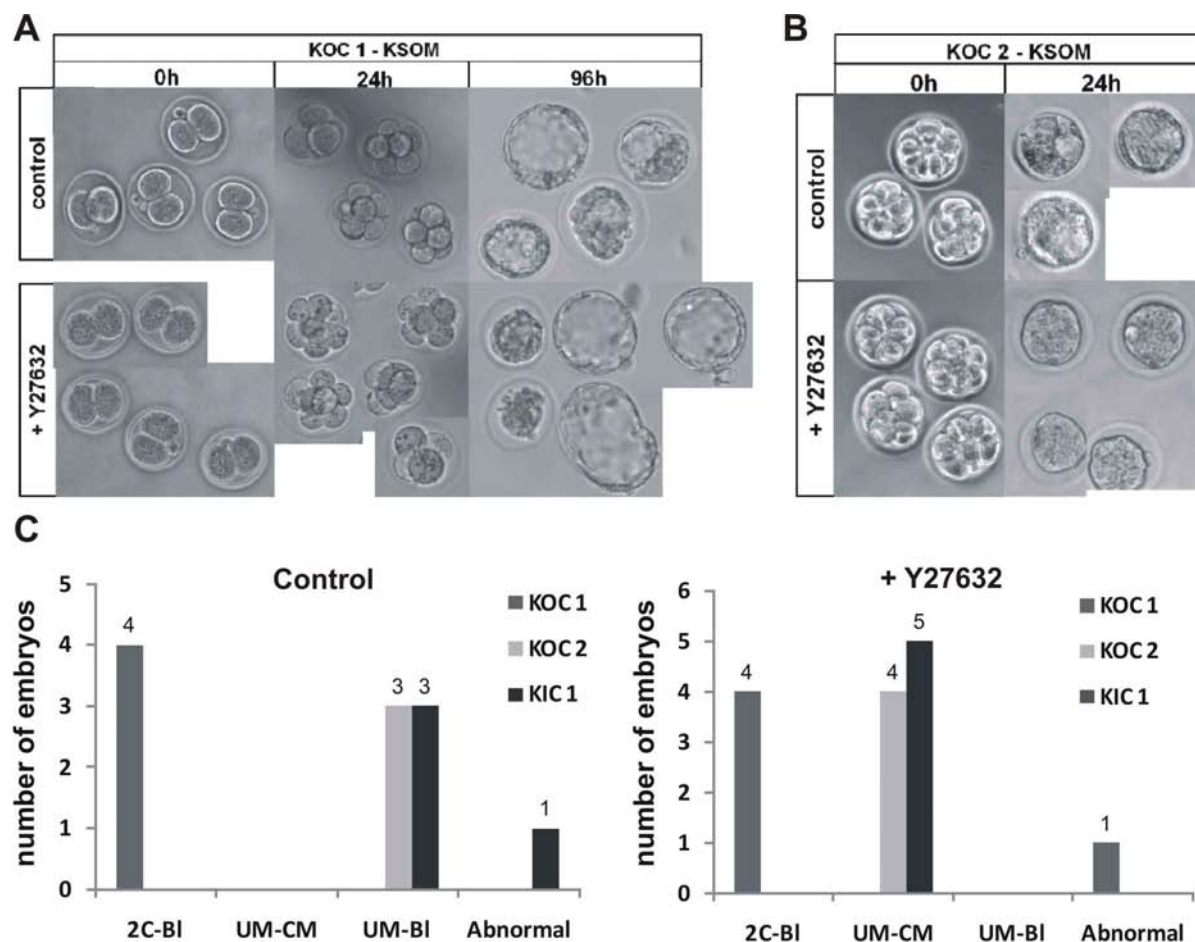 A
KOC 1 - KSOM
0h 24h 96h
control
+ Y27632
B
KOC 2 - KSOM
0h 24h
control
+ Y27632
C
Control
number of embryos
5
4
3
2
1
0
4
3 3
1
KOC 1
KOC 2
KIC 1
2C-Bl UM-CM UM-Bl Abnormal
+ Y27632
number of embryos
6
5
4
3
2
1
0
4
4
5
1
KOC 1
KOC 2
KIC 1
2C-Bl UM-CM UM-Bl Abnormal